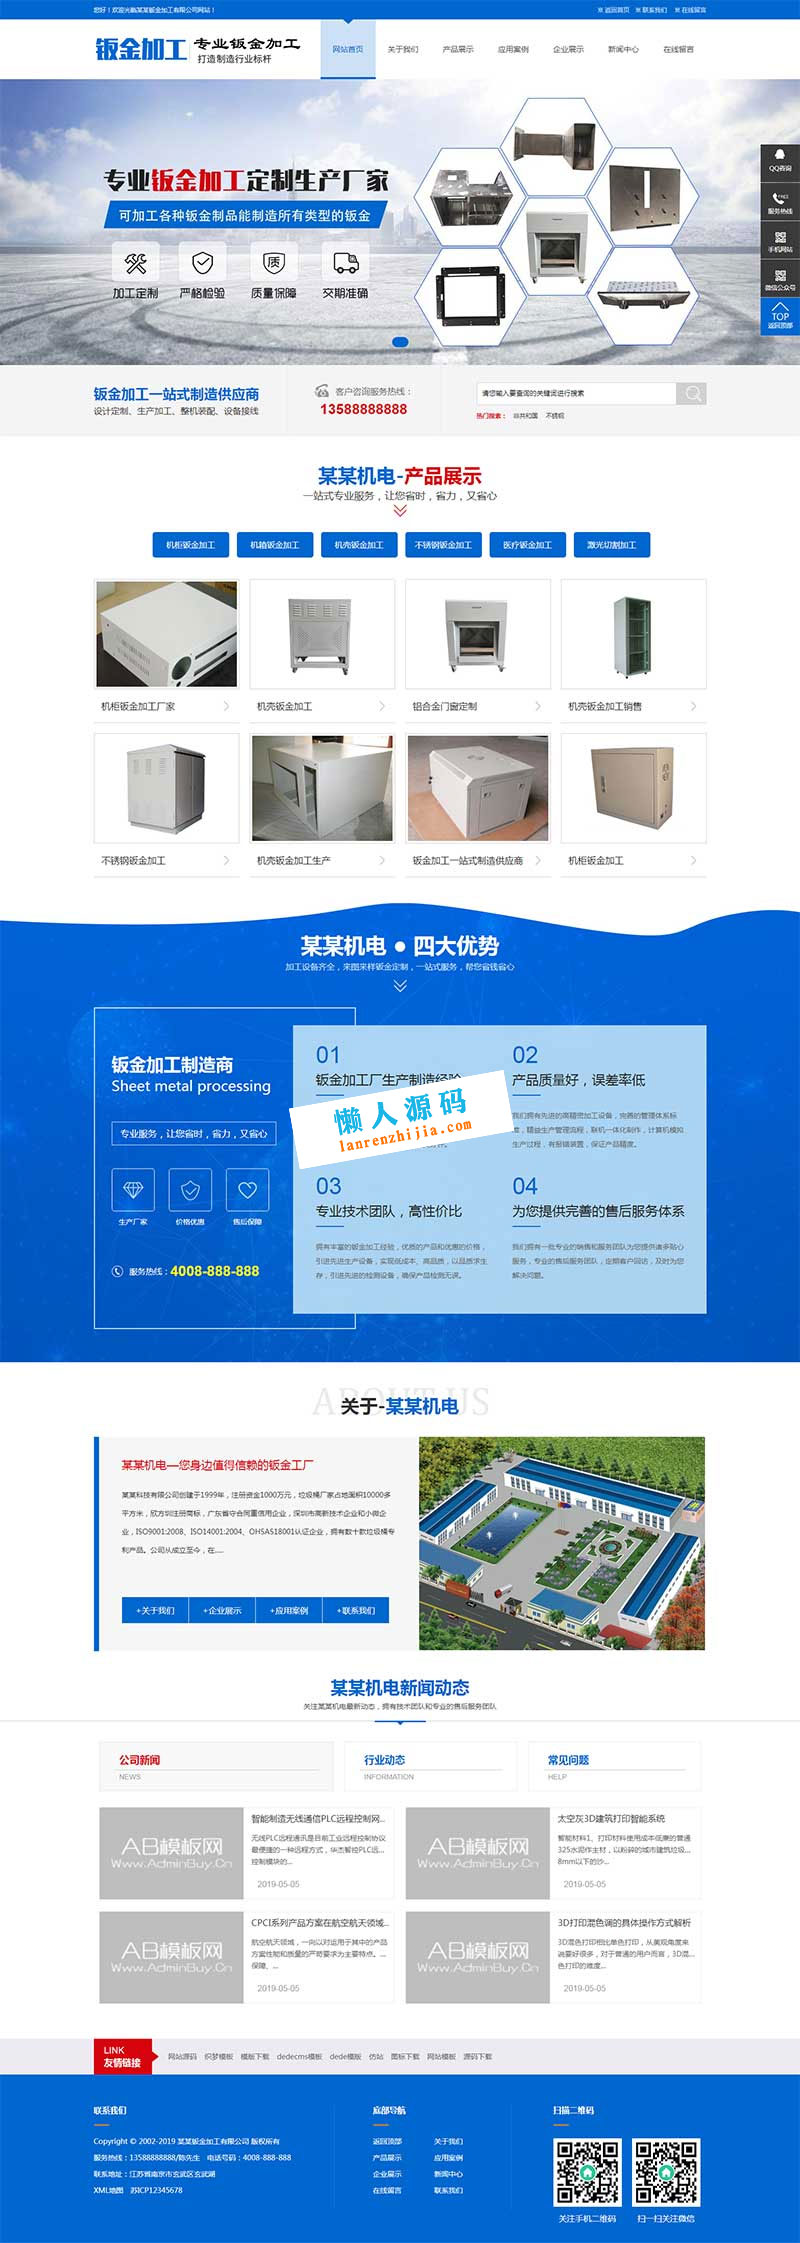 您好！欢迎光临某某钣金加工有限公司网站！
※ 返回首页 ※ 联系我们 ※ 在线留言
钣金加工
专业钣金加工
打造制造行业标杆
网站首页 关于我们 产品展示 应用案例 企业展示 新闻中心 在线留言
专业钣金加工定制生产厂家
可加工各种钣金制品能制造所有类型的钣金
质
加工定制 严格检验 质量保障 交期准确
QQ咨询
FREE
服务热线
手机网站
微信公众号
TOP
返回顶部
钣金加工一站式制造供应商
设计定制、生产加工、整机装配、设备接线
客户咨询服务热线：
13588888888
请您输入要查询的关键词进行搜索
热门搜索： 非共和国 不锈钢
某某机电-产品展示
一站式专业服务，让您省时，省力，又省心
机柜钣金加工 机箱钣金加工 机壳钣金加工 不锈钢钣金加工 医疗钣金加工 激光切割加工
机柜钣金加工厂家
机壳钣金加工
铝合金门窗定制
机壳钣金加工销售
不锈钢钣金加工
机壳钣金加工生产
钣金加工一站式制造供应商
机柜钣金加工
某某机电 ● 四大优势
加工设备齐全，来图来样钣金定制，一站式服务，帮您省钱省心
钣金加工制造商
Sheet metal processing
专业服务，让您省时，省力，又省心
生产厂家 价格优惠 售后保障
服务热线：4008-888-888
01
钣金加工厂生产制造经验
02
产品质量好，误差率低
我们拥有先进的高精密加工设备，完善的管理体系标
准，精益生产管理流程，联机一体化制作，计算机模拟
生产过程，有报错装置，保证产品精度。
懒人源码
lanrenzhijia.com
03
专业技术团队，高性价比
拥有丰富的钣金加工经验，优质的产品和优惠的价格，
引进先进生产设备，实现低成本、高品质，以品质求生
存，引进先进的检测设备，确保产品检测无误。
04
为您提供完善的售后服务体系
我们拥有一批专业的销售和服务团队为您提供诸多贴心
服务，专业的售后服务团队，定期客户回访，及时为您
解决问题。
ABOUT US
关于-某某机电
某某机电—您身边值得信赖的钣金工厂
某某科技有限公司创建于1999年，注册资金1000万元，垃圾桶厂家占地面积10000多
平方米，欣方圳注册商标，广东省守合同重信用企业，深圳市高新技术企业和小微企
业，ISO9001:2008、ISO14001:2004、OHSAS18001认证企业，拥有数十款垃圾桶专
利产品。公司从成立至今，在.....
+关于我们 +企业展示 +应用案例 +联系我们
某某机电新闻动态
关注某某机电最新动态，拥有技术团队和专业的售后服务团队
公司新闻
NEWS
行业动态
INFORMATION
常见问题
HELP
AB模板网
Www.AdminBuy.Cn
智能制造无线通信PLC远程控制网...
无线PLC远程通讯是目前工业远程控制协议
最便捷的一种远程方式，华杰智控PLC远...
控制模块的...
2019-05-05
AB模板网
Www.AdminBuy.Cn
太空灰3D建筑打印智能系统
智能材料1、打印材料使用成本低廉的普通
325水泥作主材，以粉碎的城市建筑垃圾...
8mm以下的沙...
2019-05-05
AB模板网
Www.AdminBuy.Cn
CPCI系列产品方案在航空航天领域...
航空航天领域，一向以对运用于其中的产品
方案性能和质量的严苛要求为主要特点。...
保障、...
2019-05-05
AB模板网
Www.AdminBuy.Cn
3D打印混色调的具体操作方式解析
3D混色打印相比单色打印，从美观角度来
说要好很多，对于普通的用户而言，3D混...
色打印的难度...
2019-05-05
LINK
友情链接
网站源码 织梦模板 模版下载 dedecms模板 dede模版 仿站 图标下载 网站模板 源码下载
联系我们
Copyright © 2002-2019 某某钣金加工有限公司 版权所有
服务热线：13588888888/陈先生 电话号码：4008-888-888
联系地址：江苏省南京市玄武区玄武湖
XML地图 苏ICP12345678
底部导航
返回顶部 关于我们
产品展示 应用案例
企业展示 新闻中心
在线留言 联系我们
扫描二维码
关注手机二维码 扫一扫关注微信